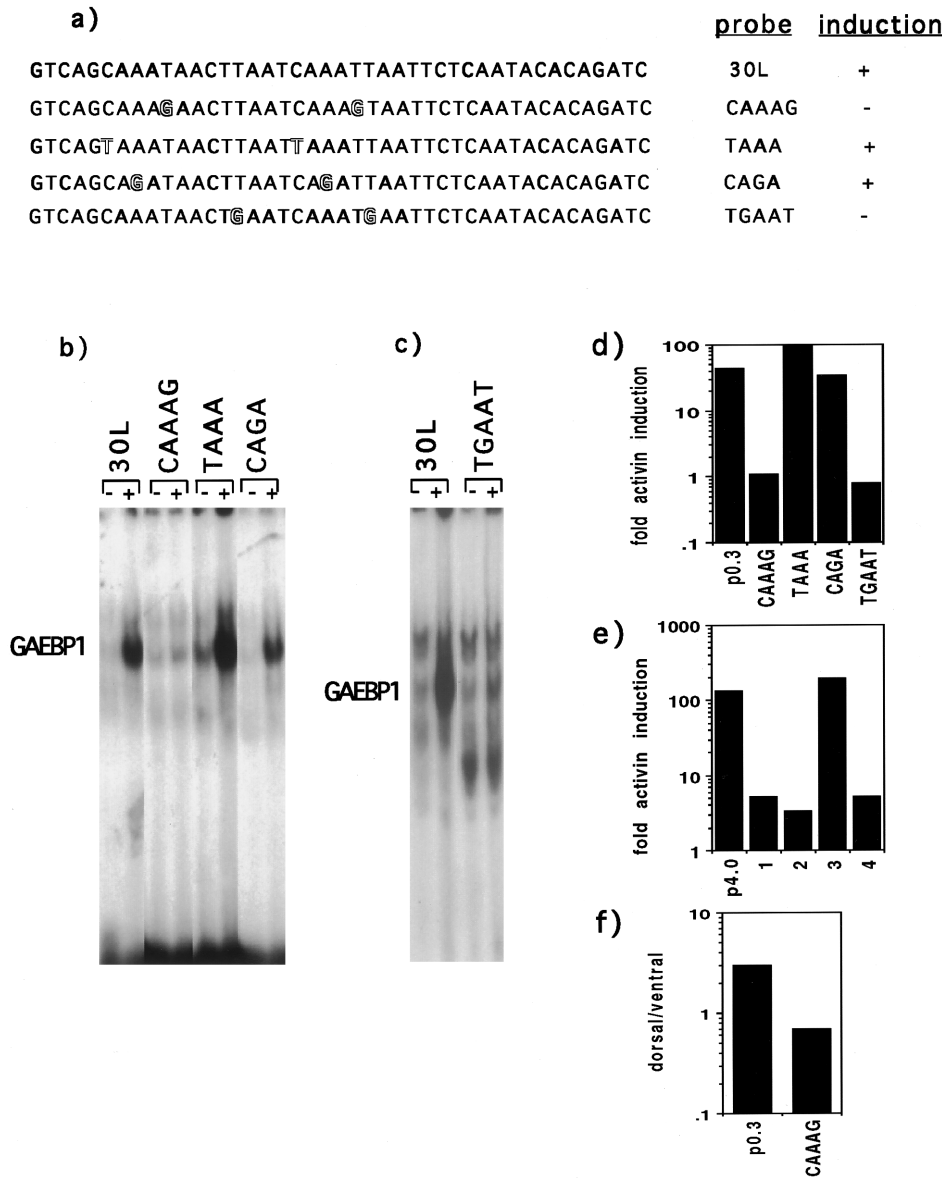 a)
probe induction
GTCAGCAAATAACTTAATCAAATTAATTCTCAATACACAGATC 30L +
GTCAGCAAAGAACTTAATCAAAGTAATTCTCAATACACAGATC CAAAG -
GTCAGTAAATAACTTAATTAAATTAATTCTCAATACACAGATC TAAA +
GTCAGCAGATAACTTAATCAGATTAATTCTCAATACACAGATC CAGA +
GTCAGCAAATAACTGAATCAAATGAATTCTCAATACACAGATC TGAAT -
b)
30L CAAAG TAAA CAGA
- + - + - + - +
GAEBP1
c)
30L TGAAT
- + - +
GAEBP1
d)
fold activin induction
100
10
1
.1
p0.3 CAAAG TAAA CAGA TGAAT
e)
fold activin induction
1000
100
10
1
p4.0 1 2 3 4
f)
dorsal/ventral
10
1
.1
p0.3 CAAAG